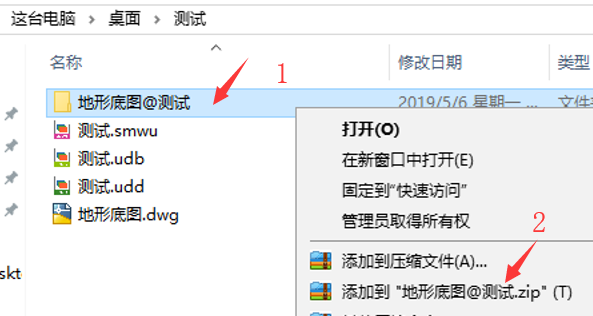 这台电脑 > 桌面 > 测试
名称 修改日期 类型
1
地形底图@测试 2019/5/6 星期一 ...
测试.smwu
测试.udb
测试.udd
地形底图.dwg
打开(O)
在新窗口中打开(E)
固定到"快速访问"
管理员取得所有权
2
添加到压缩文件(A)...
添加到 "地形底图@测试.zip" (T)
skto